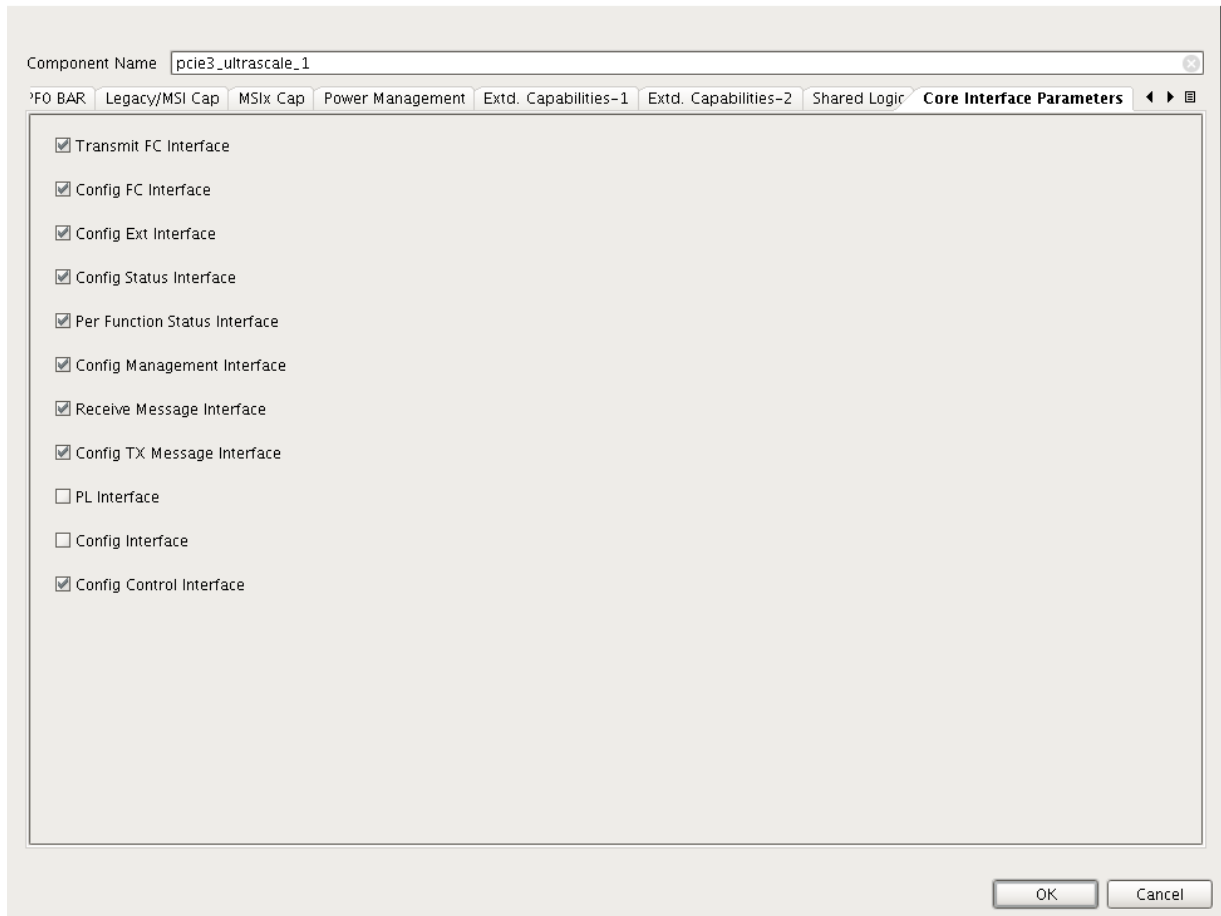 Component Name pcie3_ultrascale_1
PF0 BAR Legacy/MSI Cap MSIx Cap Power Management Extd. Capabilities-1 Extd. Capabilities-2 Shared Logic Core Interface Parameters
Transmit FC Interface
Config FC Interface
Config Ext Interface
Config Status Interface
Per Function Status Interface
Config Management Interface
Receive Message Interface
Config TX Message Interface
PL Interface
Config Interface
Config Control Interface
OK Cancel